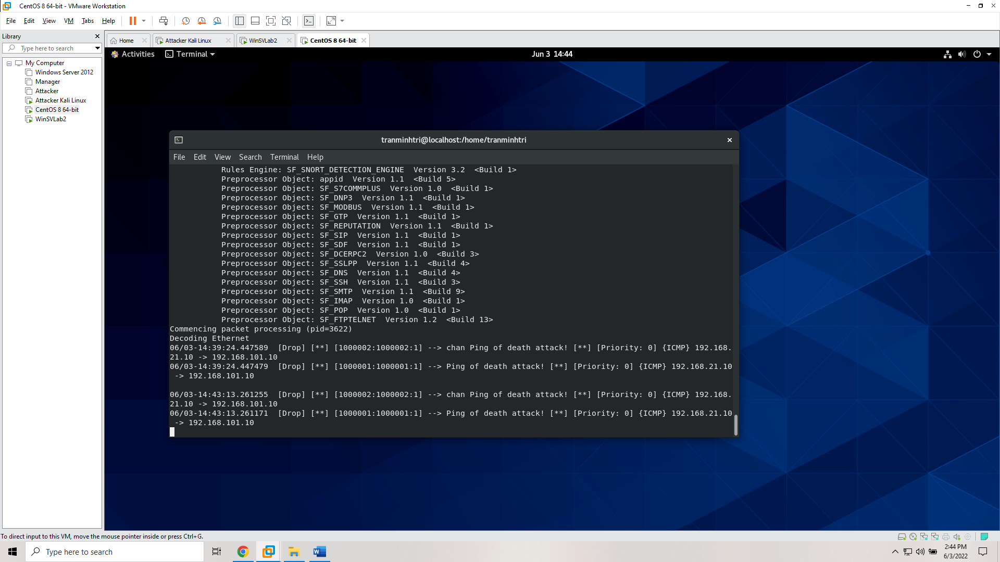 CentOS 8 64-bit - VMware Workstation
File Edit View VM Tabs Help
Library
Type here to search
My Computer
Windows Server 2012
Manager
Attacker
Attacker Kali Linux
CentOS 8 64-bit
WinSVLab2
Home Attacker Kali Linux WinSVLab2 CentOS 8 64-bit
Activities Terminal Jun 3 14:44
tranminhtri@localhost:/home/tranminhtri
File Edit View Search Terminal Help
Rules Engine: SF_SNORT_DETECTION_ENGINE Version 3.2 <Build 1>
Preprocessor Object: appid Version 1.1 <Build 5>
Preprocessor Object: SF_S7COMMPLUS Version 1.0 <Build 1>
Preprocessor Object: SF_DNP3 Version 1.1 <Build 1>
Preprocessor Object: SF_MODBUS Version 1.1 <Build 1>
Preprocessor Object: SF_GTP Version 1.1 <Build 1>
Preprocessor Object: SF_REPUTATION Version 1.1 <Build 1>
Preprocessor Object: SF_SIP Version 1.1 <Build 1>
Preprocessor Object: SF_SDF Version 1.1 <Build 1>
Preprocessor Object: SF_DCERPC2 Version 1.0 <Build 3>
Preprocessor Object: SF_SSLPP Version 1.1 <Build 4>
Preprocessor Object: SF_DNS Version 1.1 <Build 4>
Preprocessor Object: SF_SSH Version 1.1 <Build 3>
Preprocessor Object: SF_SMTP Version 1.1 <Build 9>
Preprocessor Object: SF_IMAP Version 1.0 <Build 1>
Preprocessor Object: SF_POP Version 1.0 <Build 1>
Preprocessor Object: SF_FTPTELNET Version 1.2 <Build 13>
Commencing packet processing (pid=3622)
Decoding Ethernet
06/03-14:39:24.447589 [Drop] [**] [1000002:1000002:1] --> chan Ping of death attack! [**] [Priority: 0] {ICMP} 192.168.
21.10 -> 192.168.101.10
06/03-14:39:24.447479 [Drop] [**] [1000001:1000001:1] --> Ping of death attack! [**] [Priority: 0] {ICMP} 192.168.21.10
-> 192.168.101.10
06/03-14:43:13.261255 [Drop] [**] [1000002:1000002:1] --> chan Ping of death attack! [**] [Priority: 0] {ICMP} 192.168.
21.10 -> 192.168.101.10
06/03-14:43:13.261171 [Drop] [**] [1000001:1000001:1] --> Ping of death attack! [**] [Priority: 0] {ICMP} 192.168.21.10
-> 192.168.101.10
To direct input to this VM, move the mouse pointer inside or press Ctrl+G.
Type here to search
2:44 PM
6/3/2022